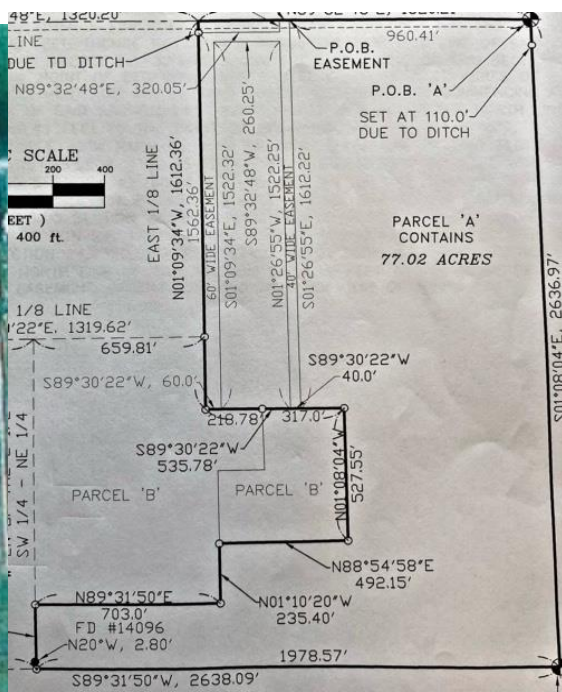 48"E, 1320.20'
960.41'
P.O.B.
EASEMENT
LINE
DUE TO DITCH
N89°32'48"E, 320.05'
P.O.B. 'A'
SET AT 110.0'
DUE TO DITCH
C SCALE
200
400
EET )
400 ft.
EAST 1/8 LINE
N01°09'34"W, 1612.36'
1562.36'
60' WIDE EASEMENT
S01°09'34"E, 1522.32'
S89°32'48"W, 260.25'
N01°26'55"W, 1522.25'
40' WIDE EASEMENT
S01°26'55"E, 1612.22'
PARCEL 'A'
CONTAINS
77.02 ACRES
S01°08'04"E, 2636.97'
1/8 LINE
0'22"E, 1319.62'
659.81'
S89°30'22"W, 60.0'
S89°30'22"W
40.0'
218.78'
317.0'
S89°30'22"W
535.78'
N01°08'04"W
527.55'
SW 1/4 - NE 1/4
PARCEL 'B'
PARCEL 'B'
N88°54'58"E
492.15'
N89°31'50"E
703.0'
N01°10'20"W
235.40'
FD #14096
N20°W, 2.80'
1978.57'
S89°31'50"W, 2638.09'